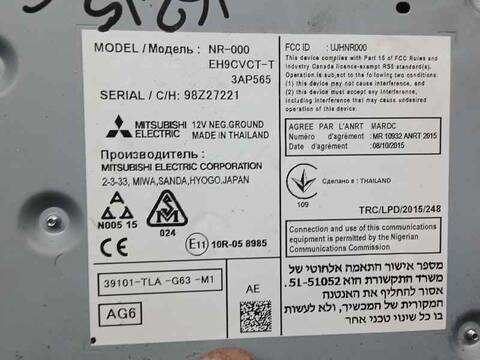 MODEL / Модель : NR-000
EH9CVCT-T
3AP565
SERIAL / С/Н: 98Z27221
MITSUBISHI ELECTRIC
12V NEG.GROUND
MADE IN THAILAND
Производитель :
MITSUBISHI ELECTRIC CORPORATION
2-3-33, MIWA,SANDA,HYOGO,JAPAN
N005 15
024
CE
E11 10R-05 8985
39101-TLA -G63 -M1
AG6
AE
FCC ID : UJHNR000
This device complies with Part 15 of FCC Rules and
Industry Canada licence-exempt RSS standard(s).
Operation is subject to the following two conditions:
(1) this device may not cause interference, and
(2) this device must accept any interference,
including interference that may cause undesired
operation of this device.
AGREE PAR L'ANRT MAROC
Numéro d'agrément : MR 10932 ANRT 2015
Date d'agrément : 08/10/2015
109
Сделано в : THAILAND
TRC/LPD/2015/248
Connection and use of this communications
equipment is permitted by the Nigerian
Communications Commission
מספר אישור התאמה אלחוטי של
משרד התקשורת הוא 51-51052.
אסור להחליף את האנטנה
המקורית של המכשיר, ולא לעשות
בו כל שינוי טכני אחר